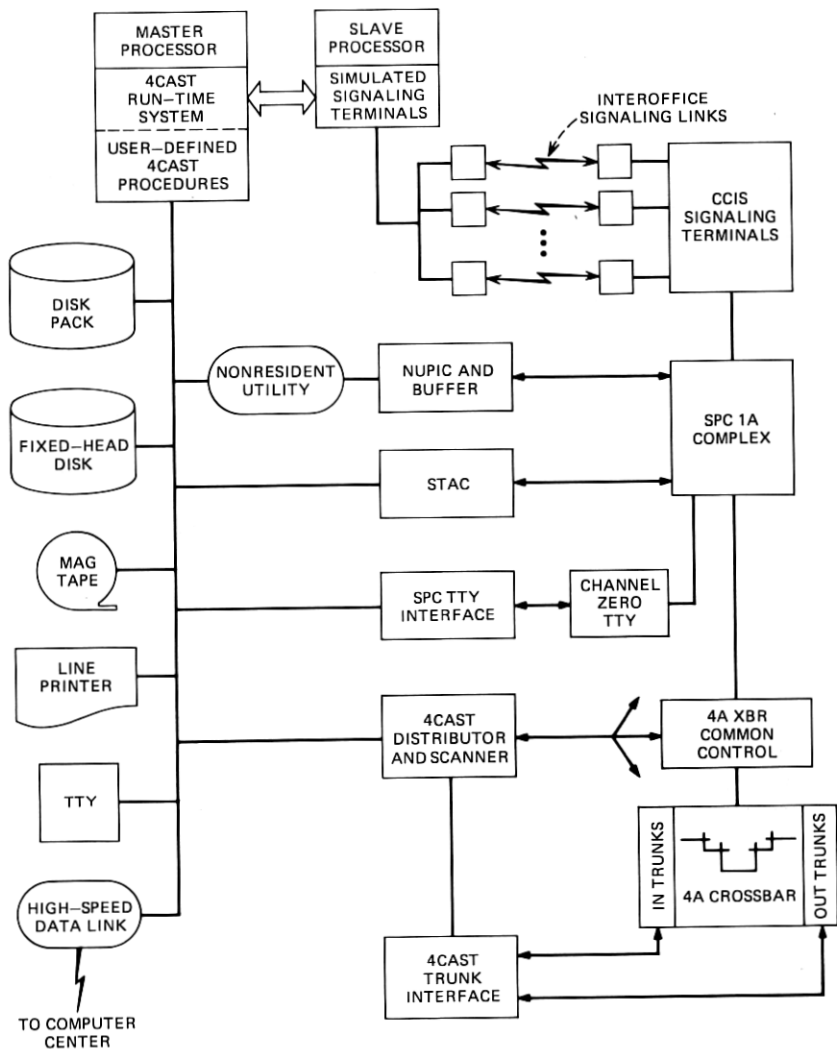 MASTER
PROCESSOR
4CAST
RUN-TIME
SYSTEM
USER-DEFINED
4CAST
PROCEDURES
SLAVE
PROCESSOR
SIMULATED
SIGNALING
TERMINALS
INTEROFFICE
SIGNALING LINKS
CCIS
SIGNALING
TERMINALS
DISK
PACK
NONRESIDENT
UTILITY
NUPIC AND
BUFFER
SPC 1A
COMPLEX
FIXED-HEAD
DISK
STAC
MAG
TAPE
SPC TTY
INTERFACE
CHANNEL
ZERO
TTY
LINE
PRINTER
4CAST
DISTRIBUTOR
AND SCANNER
4A XBR
COMMON
CONTROL
TTY
IN TRUNKS
4A CROSSBAR
OUT TRUNKS
HIGH-SPEED
DATA LINK
4CAST
TRUNK
INTERFACE
TO COMPUTER
CENTER